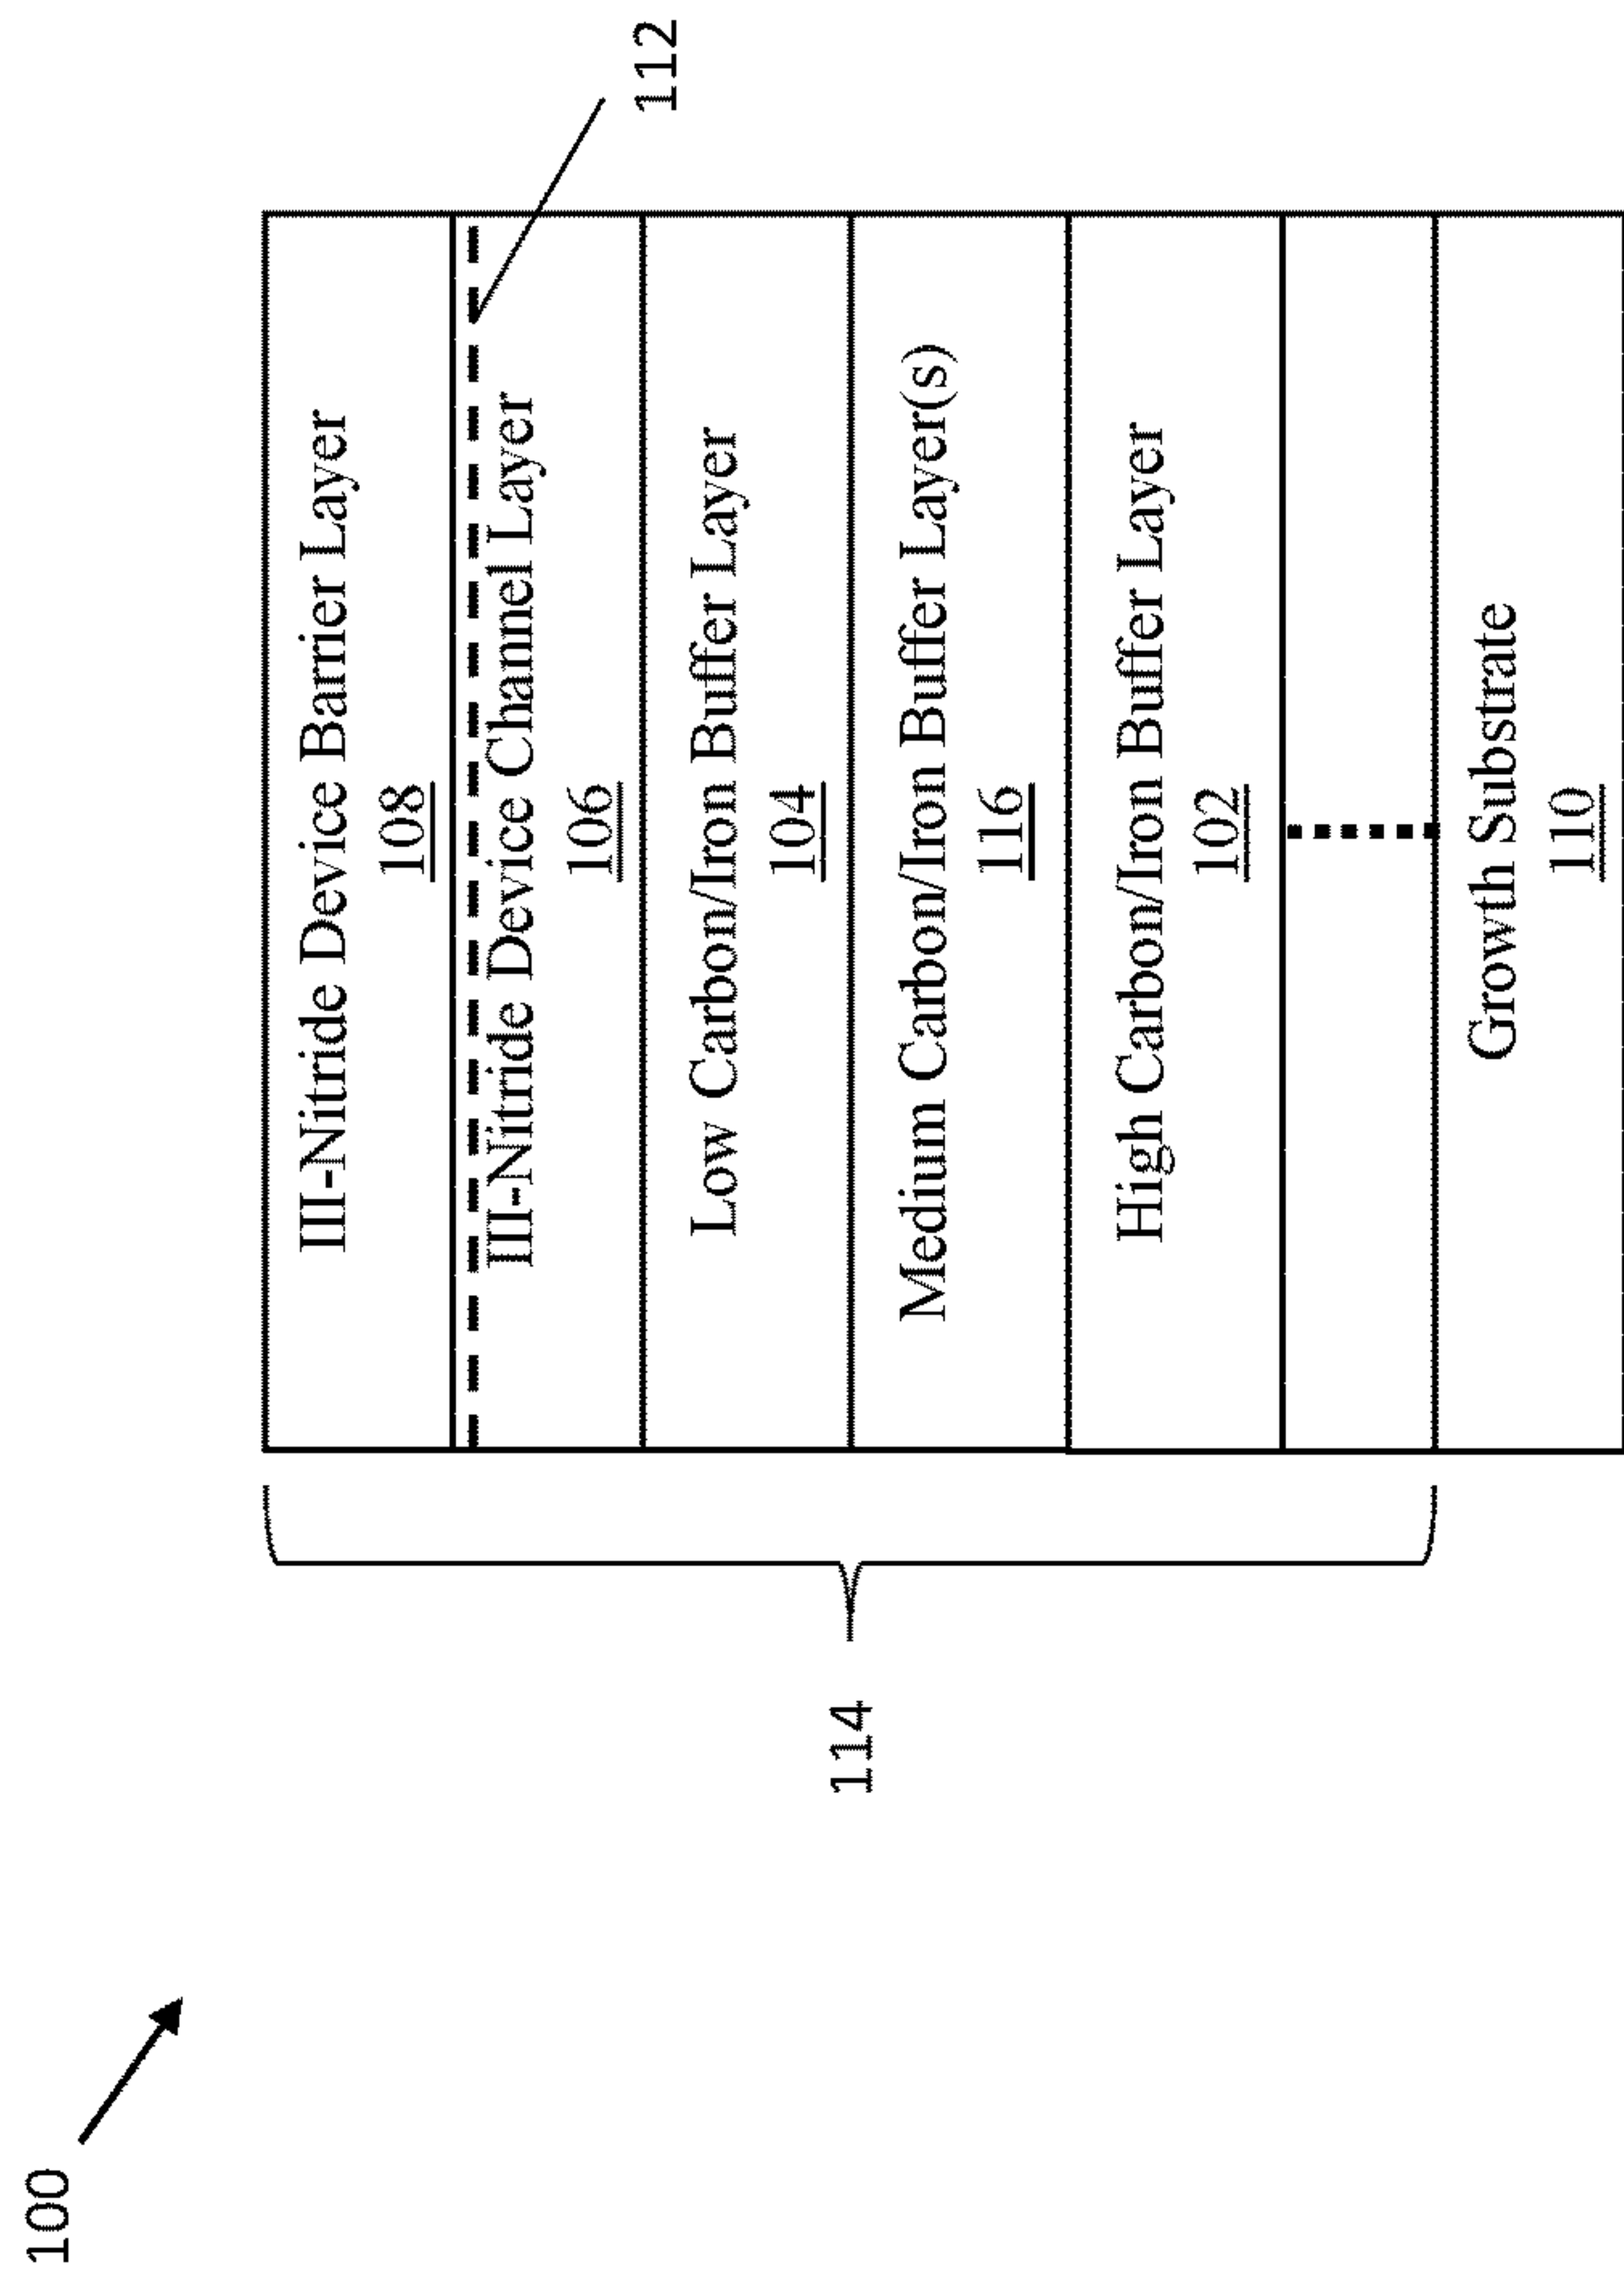 100
III-Nitride Device Barrier Layer
108
112
III-Nitride Device Channel Layer
106
Low Carbon/Iron Buffer Layer
104
114
Medium Carbon/Iron Buffer Layer(s)
116
High Carbon/Iron Buffer Layer
102
Growth Substrate
110